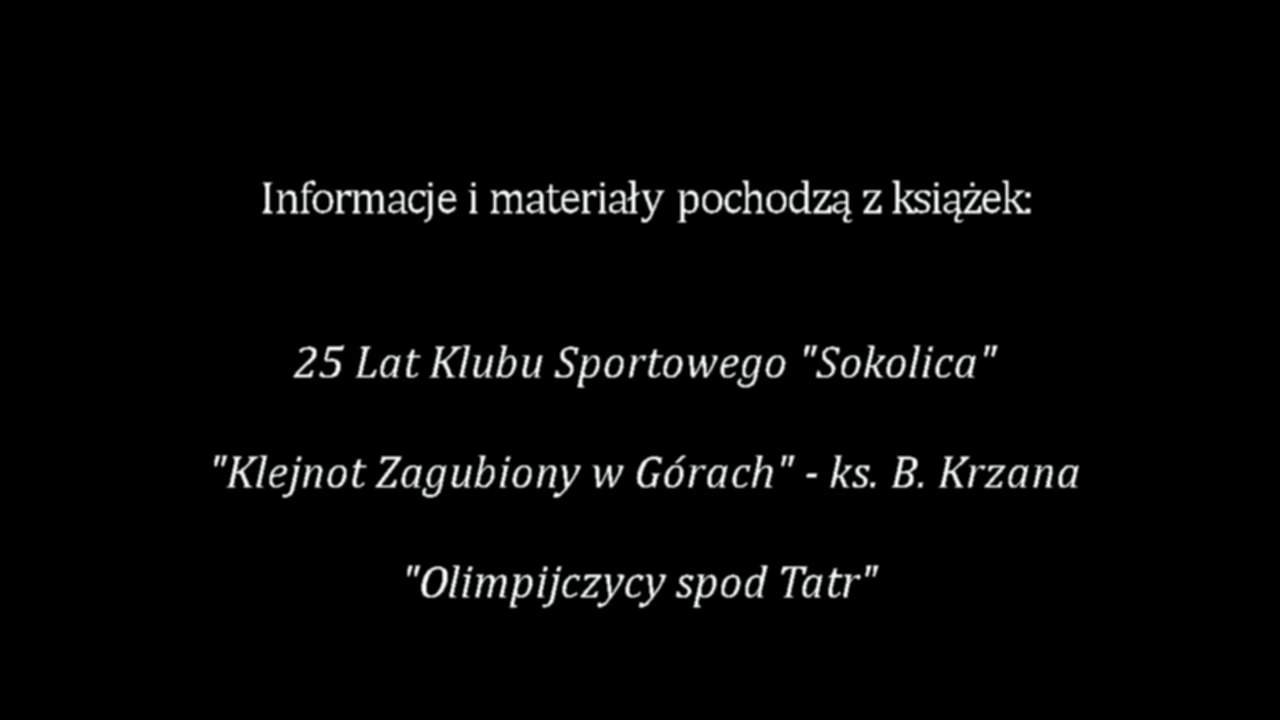 Informacje i materiały pochodzą z książek:
25 Lat Klubu Sportowego "Sokolica"
"Klejnot Zagubiony w Górach" - ks. B. Krzana
"Olimpijczycy spod Tatr"